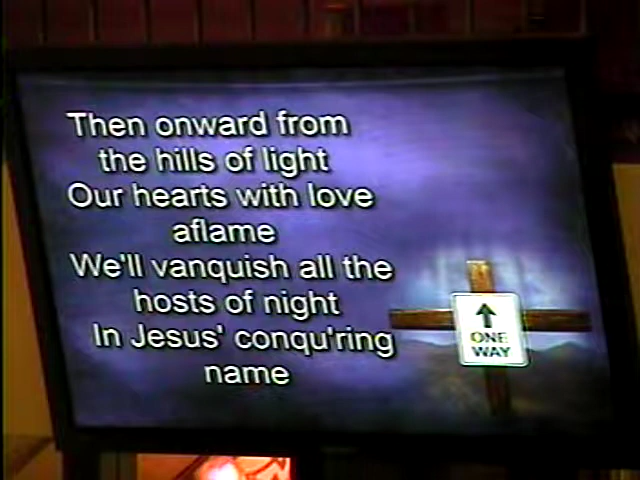 Then onward from
the hills of light
Our hearts with love
aflame
We'll vanquish all the
hosts of night
In Jesus' conqu'ring
name
ONE
WAY